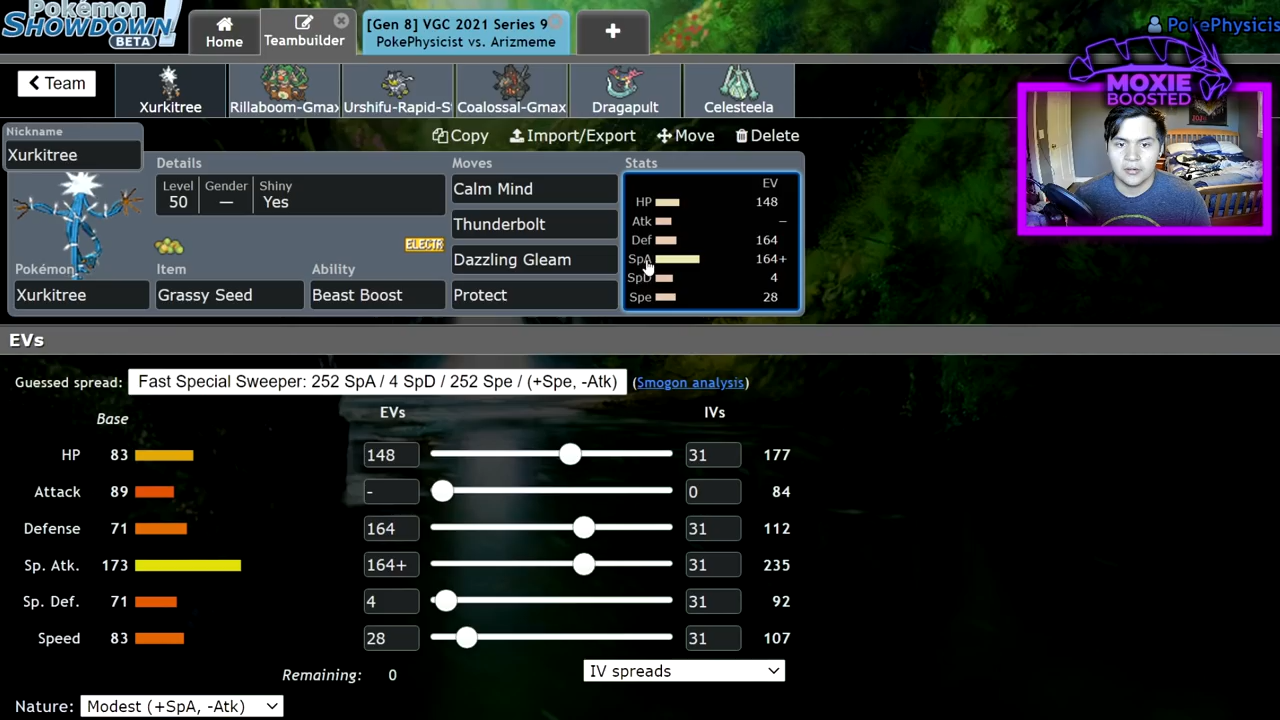 Pokémon
SHOWDOWN!
BETA
Home
Teambuilder
[Gen 8] VGC 2021 Series 9
PokePhysicist vs. Arizmeme
PokePhysicis
MOXIE
BOOSTED
Team
Xurkitree
Rillaboom-Gmax
Urshifu-Rapid-S
Coalossal-Gmax
Dragapult
Celesteela
Copy
Import/Export
Move
Delete
Nickname
Xurkitree
Details
Level Gender Shiny
50 — Yes
ELECTR
Pokémon
Item
Ability
Xurkitree
Grassy Seed
Beast Boost
Moves
Calm Mind
Thunderbolt
Dazzling Gleam
Protect
Stats
EV
HP 148
Atk –
Def 164
SpA 164+
SpD 4
Spe 28
EVs
Guessed spread: Fast Special Sweeper: 252 SpA / 4 SpD / 252 Spe / (+Spe, -Atk) (Smogon analysis)
Base EVs IVs
HP 83 148 31 177
Attack 89 - 0 84
Defense 71 164 31 112
Sp. Atk. 173 164+ 31 235
Sp. Def. 71 4 31 92
Speed 83 28 31 107
Remaining: 0 IV spreads
Nature: Modest (+SpA, -Atk)